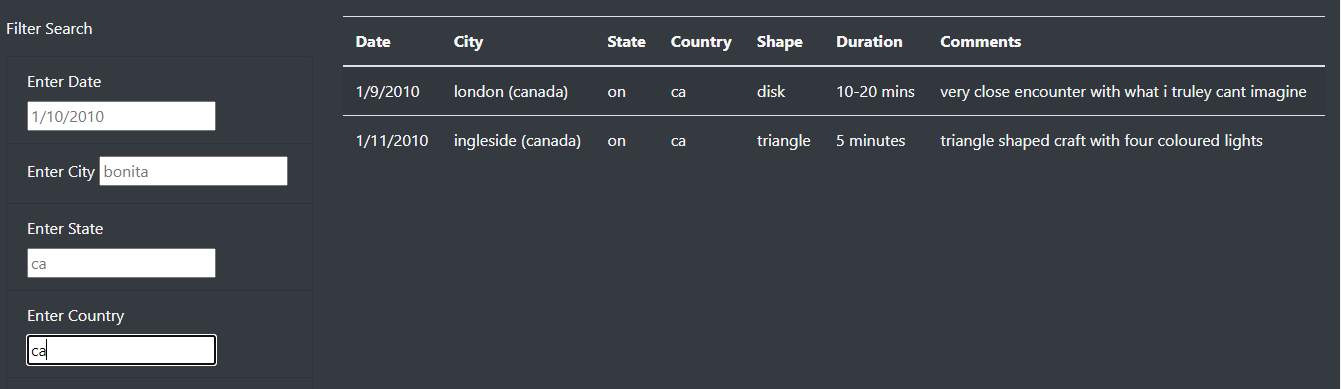 Filter Search
Enter Date
1/10/2010
Enter City bonita
Enter State
ca
Enter Country
ca
Date City State Country Shape Duration Comments
1/9/2010 london (canada) on ca disk 10-20 mins very close encounter with what i truley cant imagine
1/11/2010 ingleside (canada) on ca triangle 5 minutes triangle shaped craft with four coloured lights